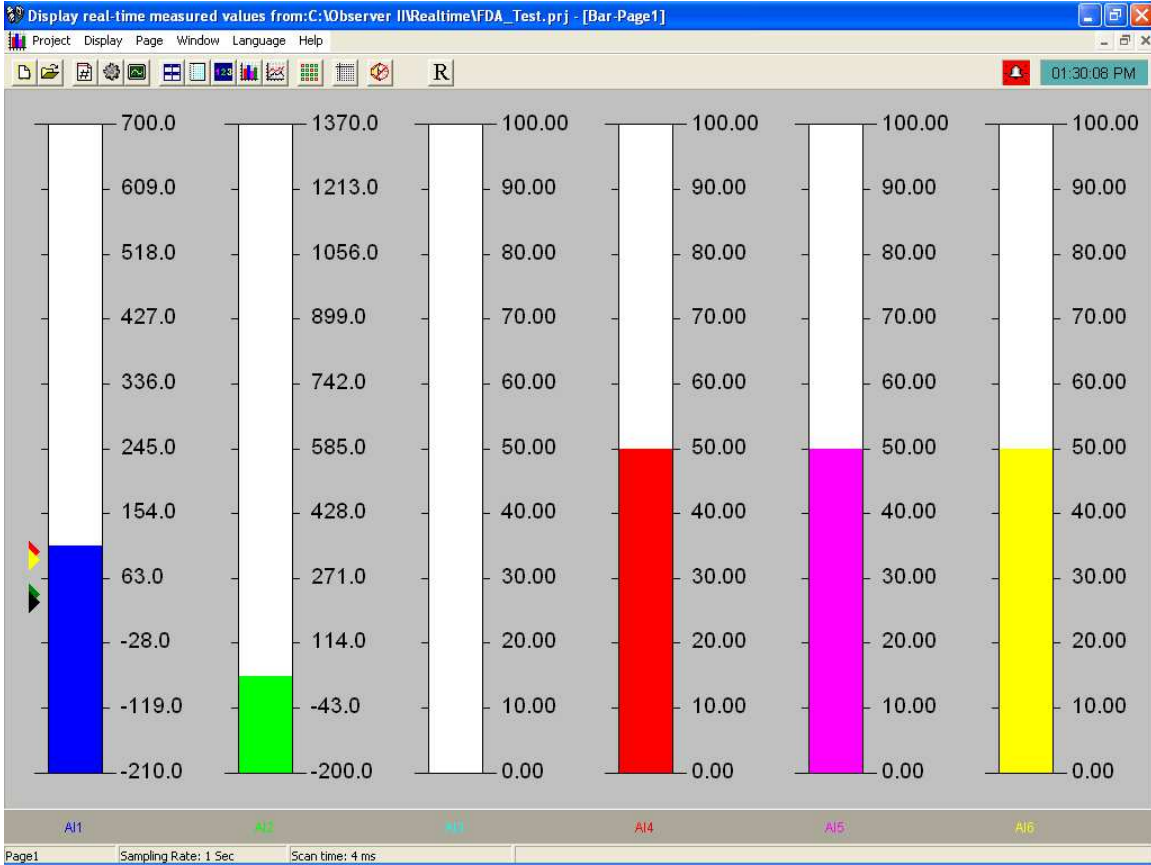 Display real-time measured values from:C:\Observer II\Realtime\FDA_Test.prj - [Bar-Page1]
Project Display Page Window Language Help
123 R 01:30:08 PM
700.0 1370.0 100.00 100.00 100.00 100.00
609.0 1213.0 90.00 90.00 90.00 90.00
518.0 1056.0 80.00 80.00 80.00 80.00
427.0 899.0 70.00 70.00 70.00 70.00
336.0 742.0 60.00 60.00 60.00 60.00
245.0 585.0 50.00 50.00 50.00 50.00
154.0 428.0 40.00 40.00 40.00 40.00
63.0 271.0 30.00 30.00 30.00 30.00
-28.0 114.0 20.00 20.00 20.00 20.00
-119.0 -43.0 10.00 10.00 10.00 10.00
-210.0 -200.0 0.00 0.00 0.00 0.00
AI1 AI2 AI3 AI4 AI5 AI6
Page1 Sampling Rate: 1 Sec Scan time: 4 ms